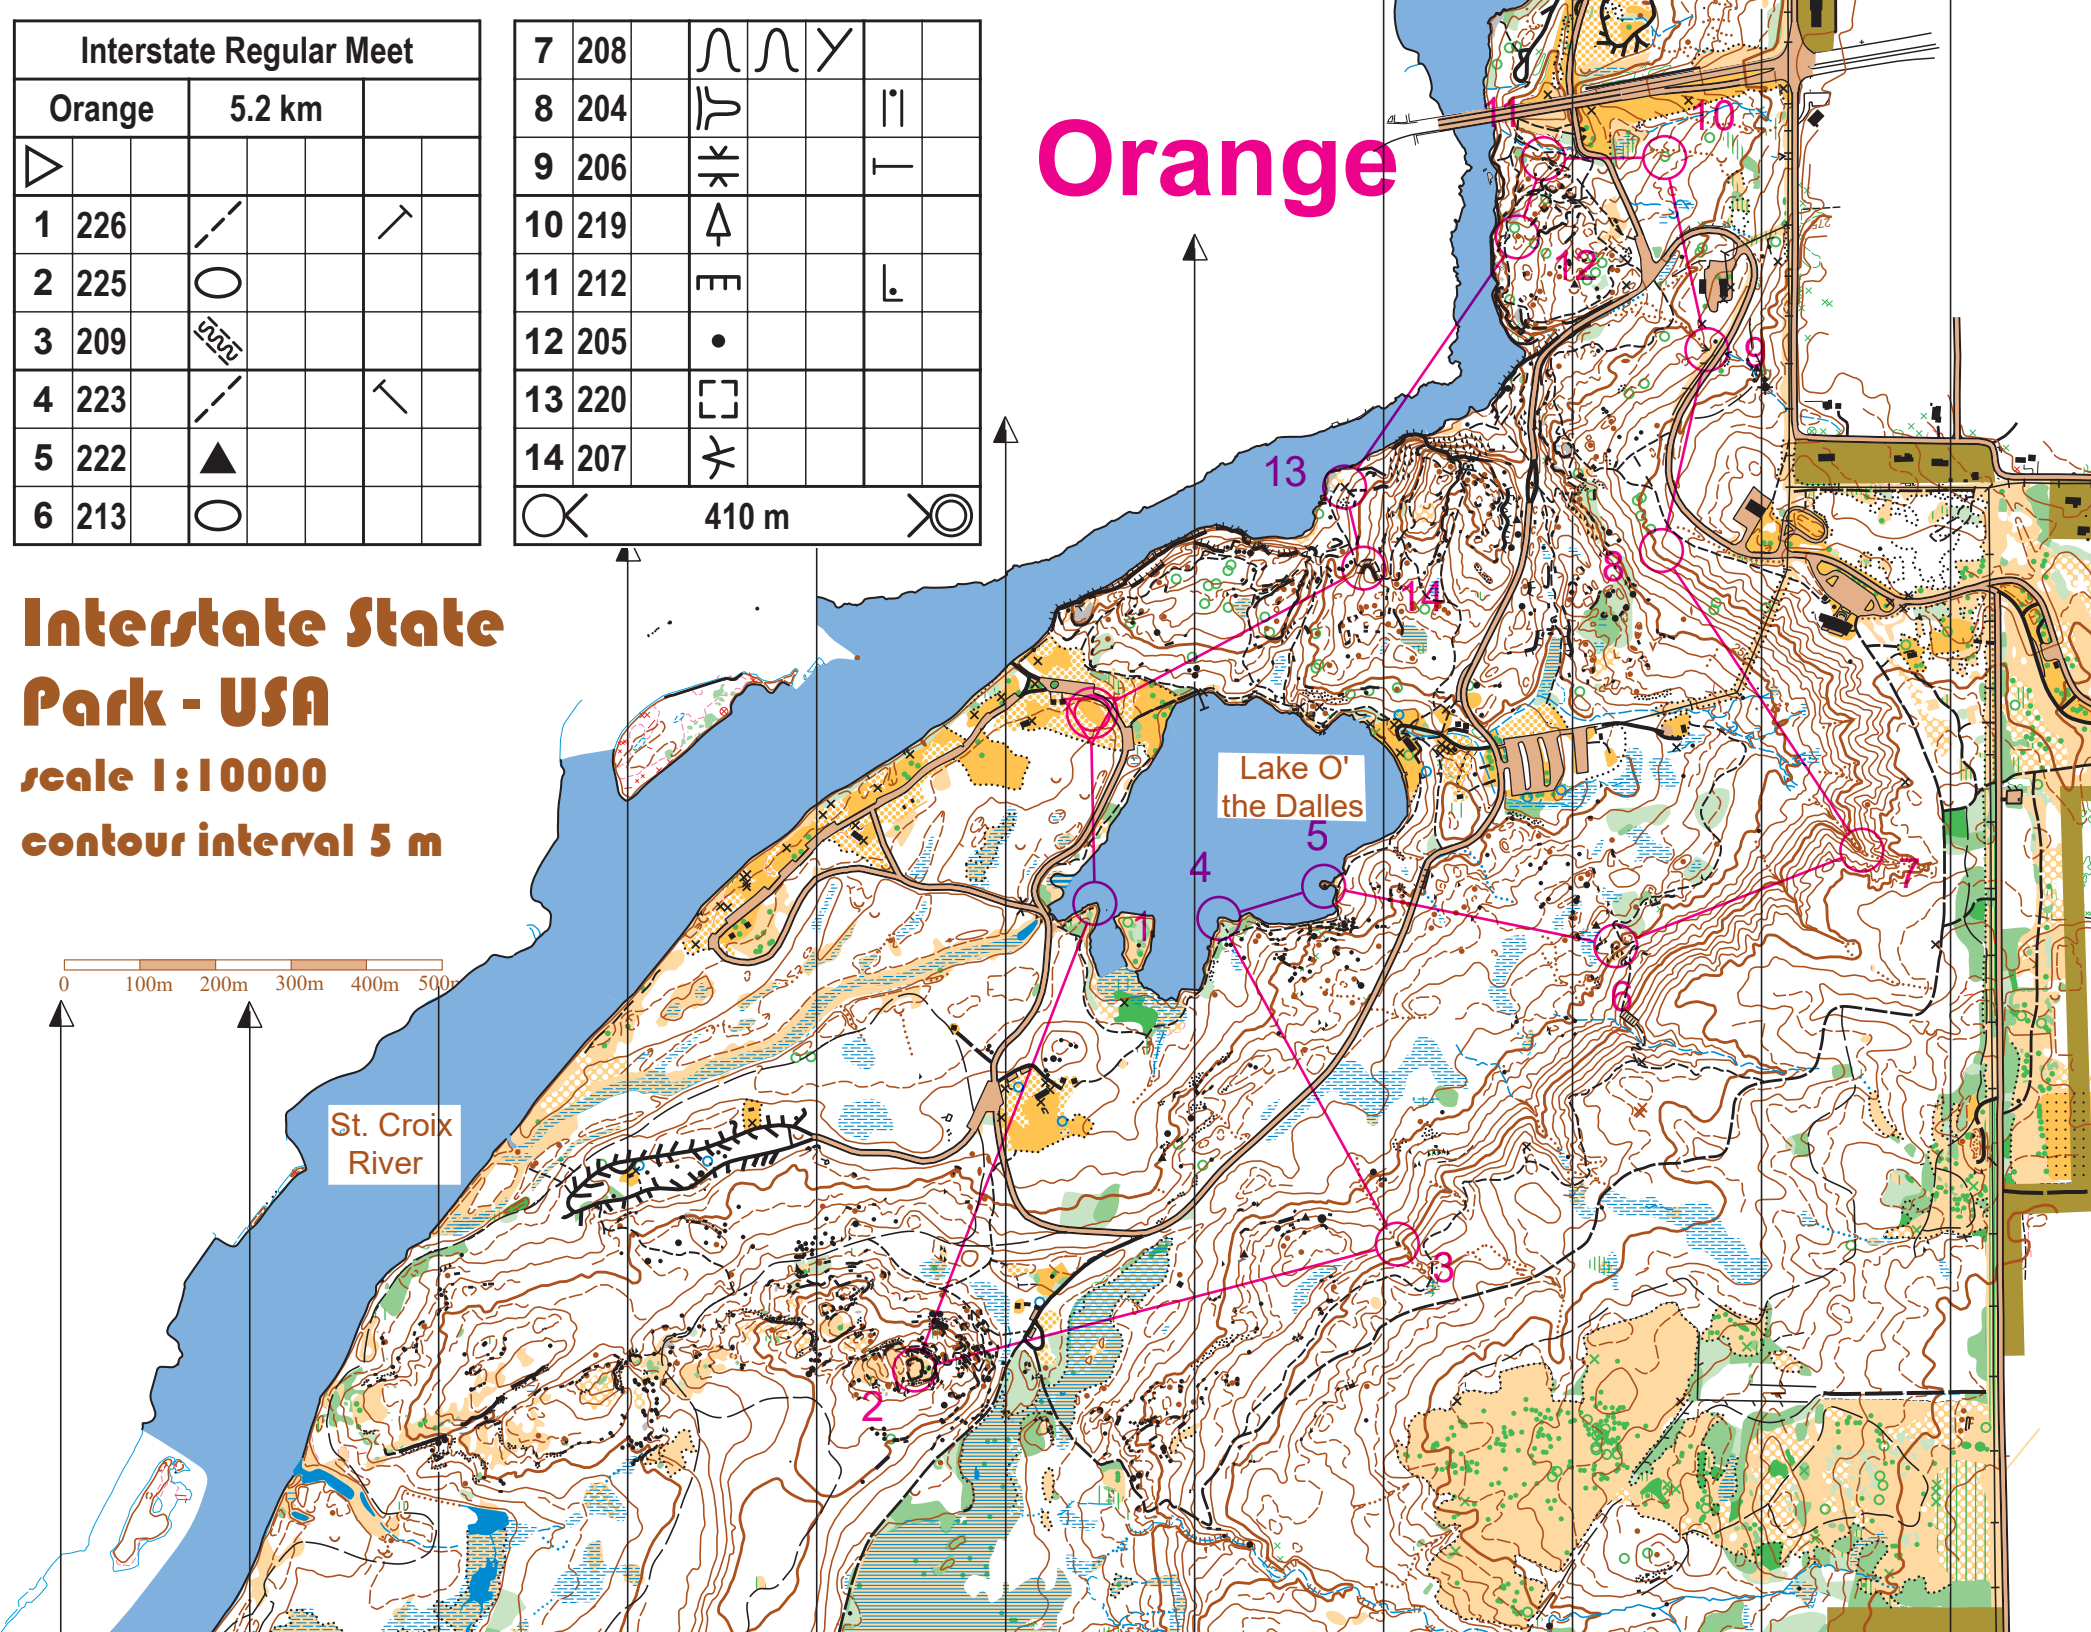 Interstate Regular Meet
Orange 5.2 km
1 226
2 225
3 209
4 223
5 222
6 213
7 208
8 204
9 206
10 219
11 212
12 205
13 220
14 207
410 m
Orange
Interstate State
Park - USA
scale 1:10000
contour interval 5 m
0 100m 200m 300m 400m 500m
St. Croix
River
Lake O'
the Dalles
11
10
12
9
13
8
14
5
4
7
1
6
3
2
275